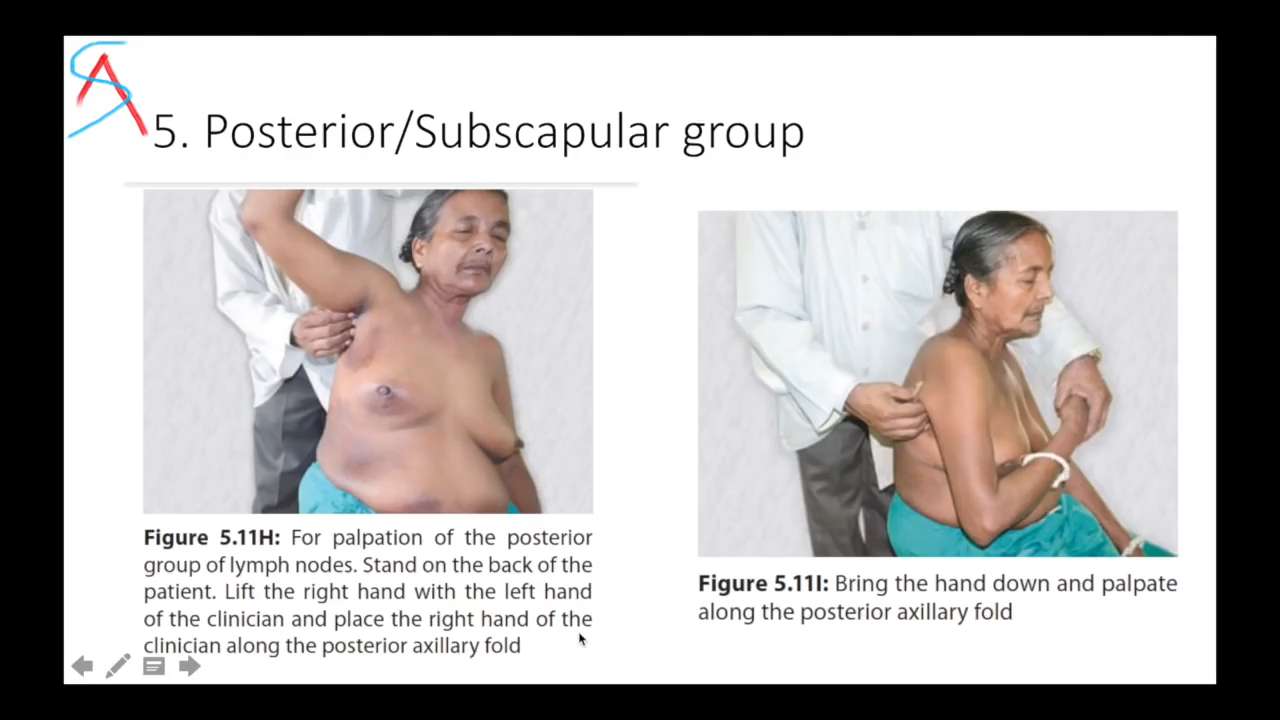 SA
5. Posterior/Subscapular group
Figure 5.11H: For palpation of the posterior
group of lymph nodes. Stand on the back of the
patient. Lift the right hand with the left hand
of the clinician and place the right hand of the
clinician along the posterior axillary fold
Figure 5.11I: Bring the hand down and palpate
along the posterior axillary fold